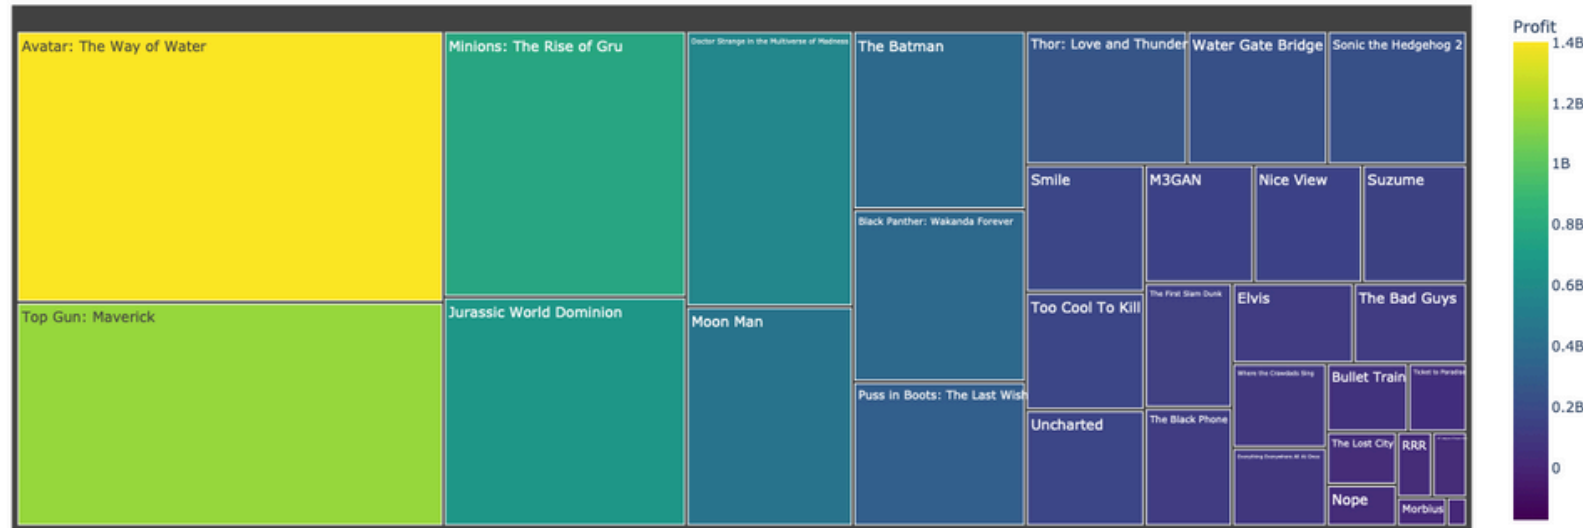 Avatar: The Way of Water
Top Gun: Maverick
Minions: The Rise of Gru
Jurassic World Dominion
Doctor Strange in the Multiverse of Madness
Moon Man
The Batman
Black Panther: Wakanda Forever
Puss in Boots: The Last Wish
Thor: Love and Thunder
Water Gate Bridge
Sonic the Hedgehog 2
Smile
M3GAN
Nice View
Suzume
Too Cool To Kill
Uncharted
The First Slam Dunk
The Black Phone
Elvis
The Bad Guys
Where the Crawdads Sing
Everything Everywhere All At Once
Bullet Train
Ticket to Paradise
The Lost City
RRR
Nope
Morbius
Profit
1.4B
1.2B
1B
0.8B
0.6B
0.4B
0.2B
0